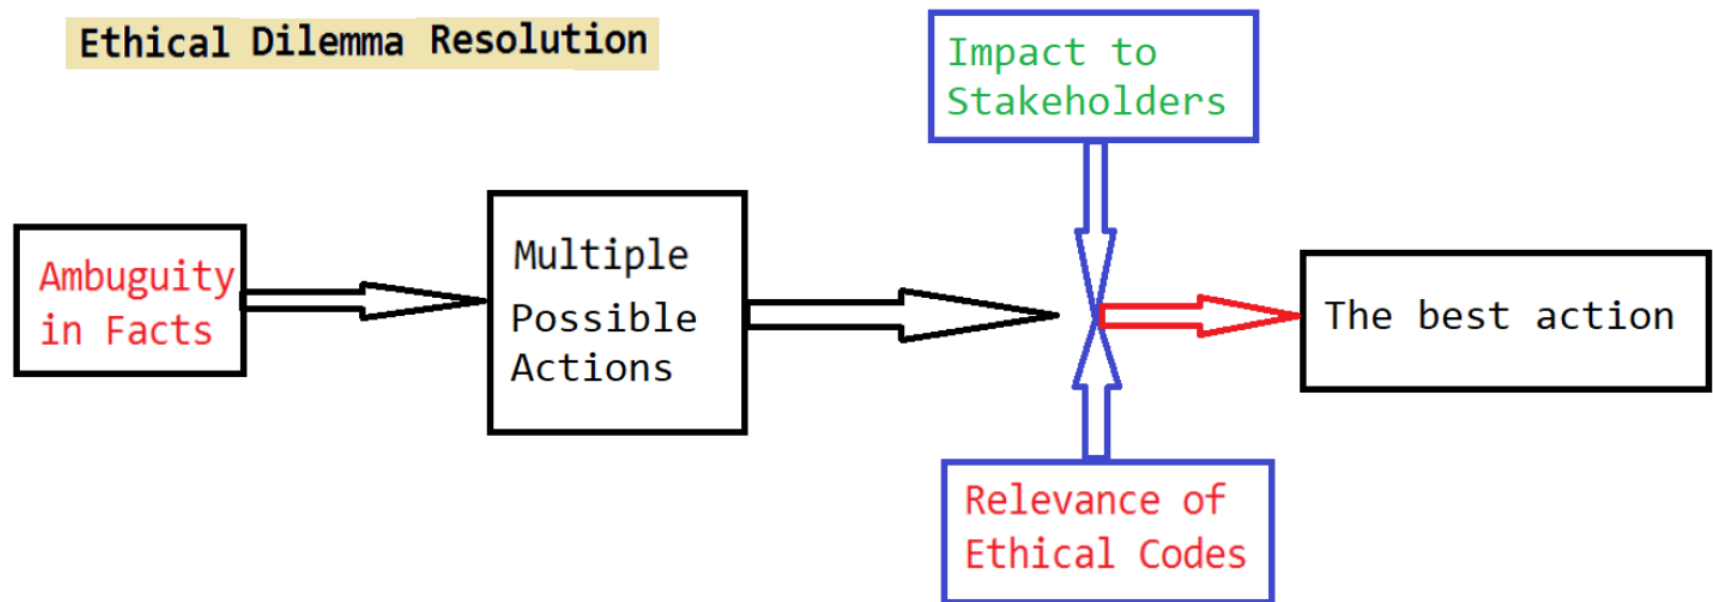 Ethical Dilemma Resolution
Impact to
Stakeholders
Ambuguity
in Facts
Multiple
Possible
Actions
The best action
Relevance of
Ethical Codes